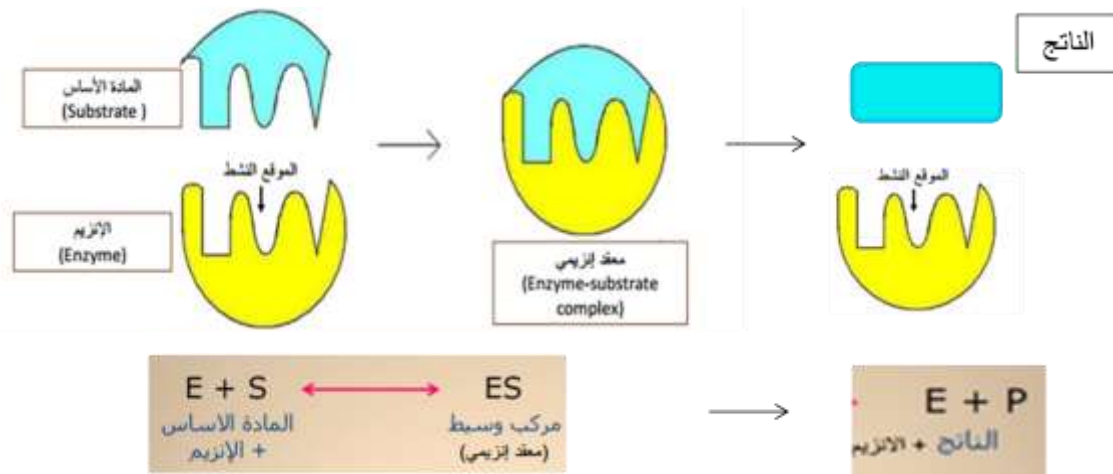 الناتج
المادة الأساس
(Substrate )
الموقع النشط
الإنزيم
(Enzyme)
معقد إنزيمي
(Enzyme-substrate
complex)
الموقع النشط
E + S
المادة الاساس
+ الإنزيم
ES
مركب وسيط
(معقد إنزيمي)
E + P
الناتج + الانزيم